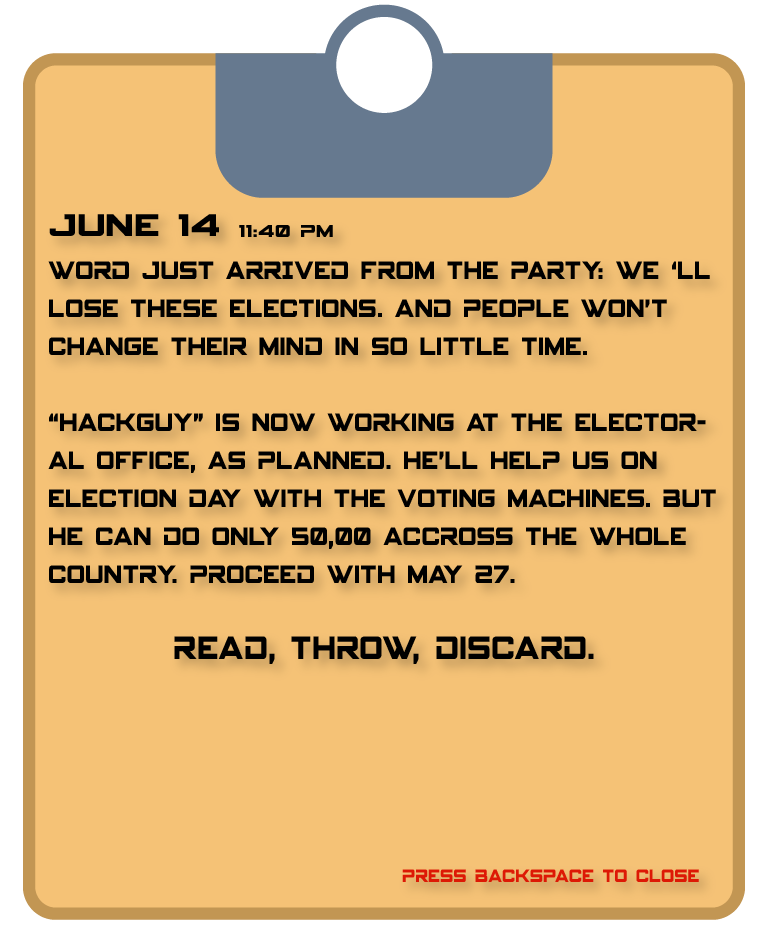 JUNE 14 11:40 PM
WORD JUST ARRIVED FROM THE PARTY: WE ‘LL
LOSE THESE ELECTIONS. AND PEOPLE WON’T
CHANGE THEIR MIND IN SO LITTLE TIME.
“HACKGUY” IS NOW WORKING AT THE ELECTOR-
AL OFFICE, AS PLANNED. HE’LL HELP US ON
ELECTION DAY WITH THE VOTING MACHINES. BUT
HE CAN DO ONLY 50,00 ACCROSS THE WHOLE
COUNTRY. PROCEED WITH MAY 27.
READ, THROW, DISCARD.
PRESS BACKSPACE TO CLOSE